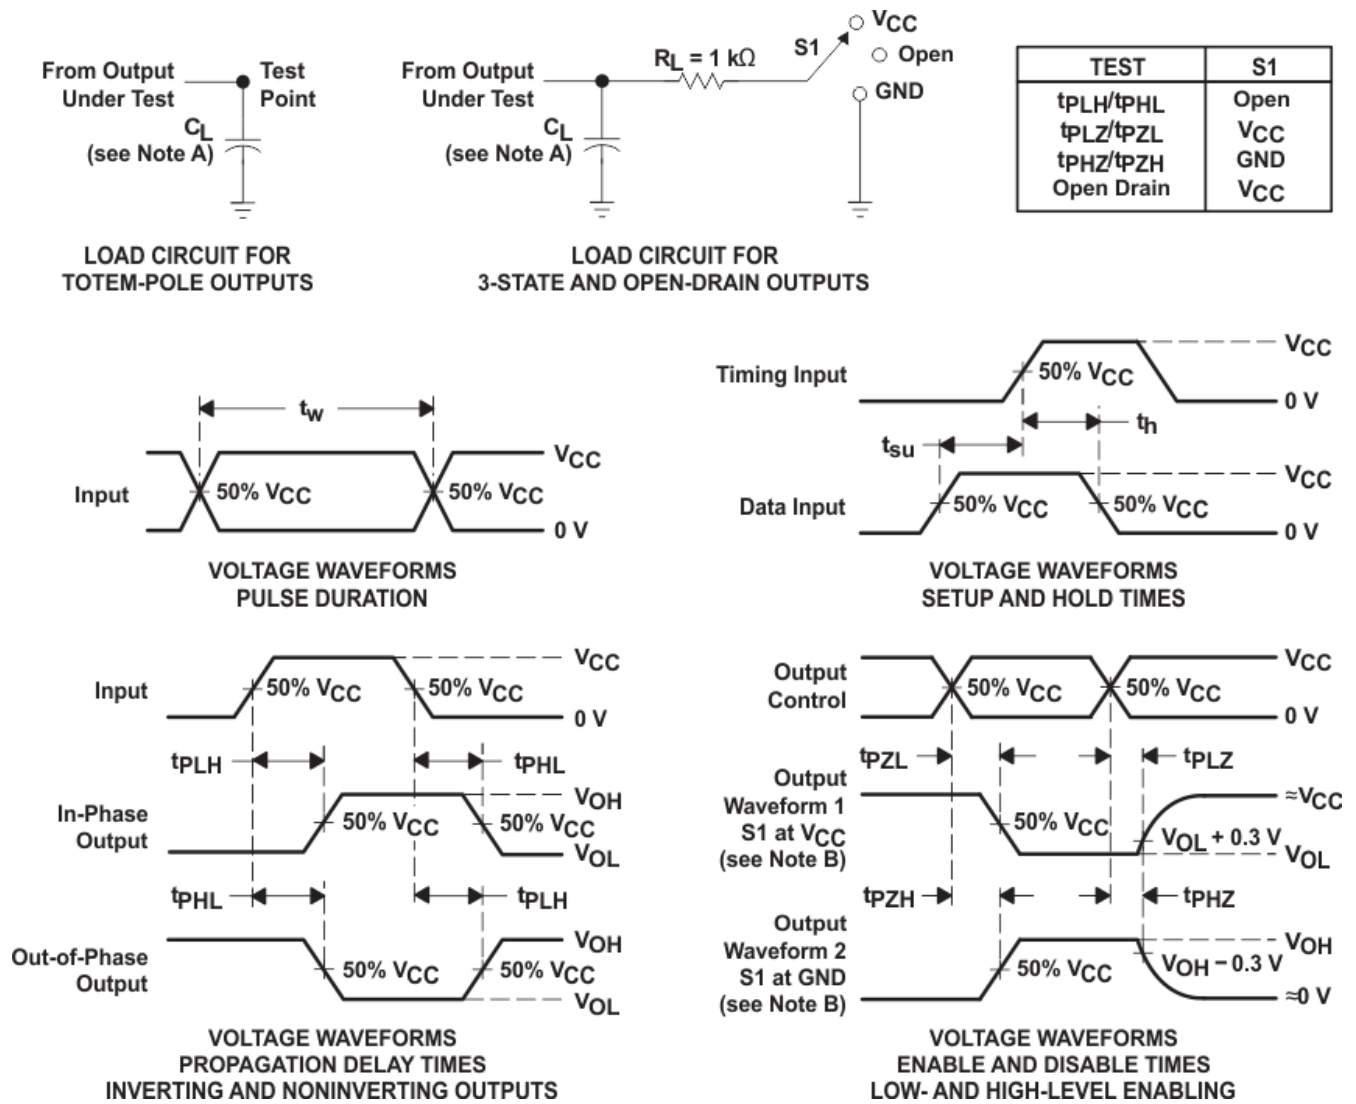 From Output
Under Test
Test
Point
CL
(see Note A)
LOAD CIRCUIT FOR
TOTEM-POLE OUTPUTS
From Output
Under Test
RL = 1 kΩ
S1
VCC
Open
GND
CL
(see Note A)
LOAD CIRCUIT FOR
3-STATE AND OPEN-DRAIN OUTPUTS
TEST S1
tPLH/tPHL Open
tPLZ/tPZL VCC
tPHZ/tPZH GND
Open Drain VCC
tw
Input
50% VCC
50% VCC
VCC
0 V
VOLTAGE WAVEFORMS
PULSE DURATION
Timing Input
50% VCC
VCC
0 V
th
tsu
Data Input
50% VCC
50% VCC
VCC
0 V
VOLTAGE WAVEFORMS
SETUP AND HOLD TIMES
Input
50% VCC
50% VCC
VCC
0 V
tPLH
tPHL
In-Phase
Output
50% VCC
50% VCC
VOH
VOL
tPHL
tPLH
Out-of-Phase
Output
50% VCC
50% VCC
VOH
VOL
VOLTAGE WAVEFORMS
PROPAGATION DELAY TIMES
INVERTING AND NONINVERTING OUTPUTS
Output
Control
50% VCC
50% VCC
VCC
0 V
tPZL
tPLZ
Output
Waveform 1
S1 at VCC
(see Note B)
50% VCC
≈VCC
VOL + 0.3 V
VOL
tPZH
tPHZ
Output
Waveform 2
S1 at GND
(see Note B)
50% VCC
VOH
VOH − 0.3 V
≈0 V
VOLTAGE WAVEFORMS
ENABLE AND DISABLE TIMES
LOW- AND HIGH-LEVEL ENABLING